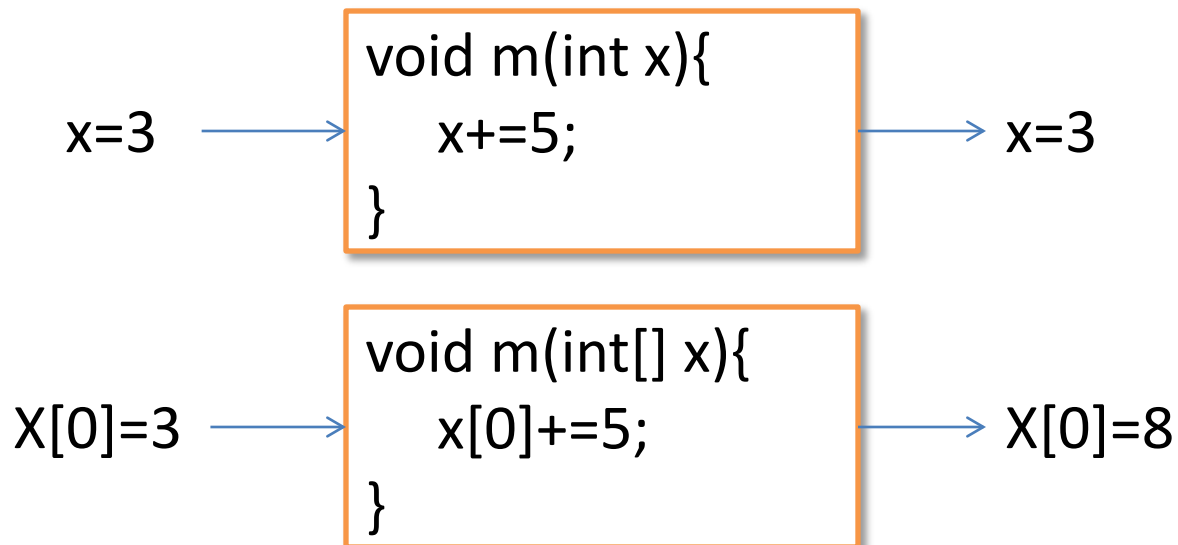 void m(int x){
x=3
x+=5;
x=3
}
void m(int[] x){
X[0]=3
x[0]+=5;
X[0]=8
}